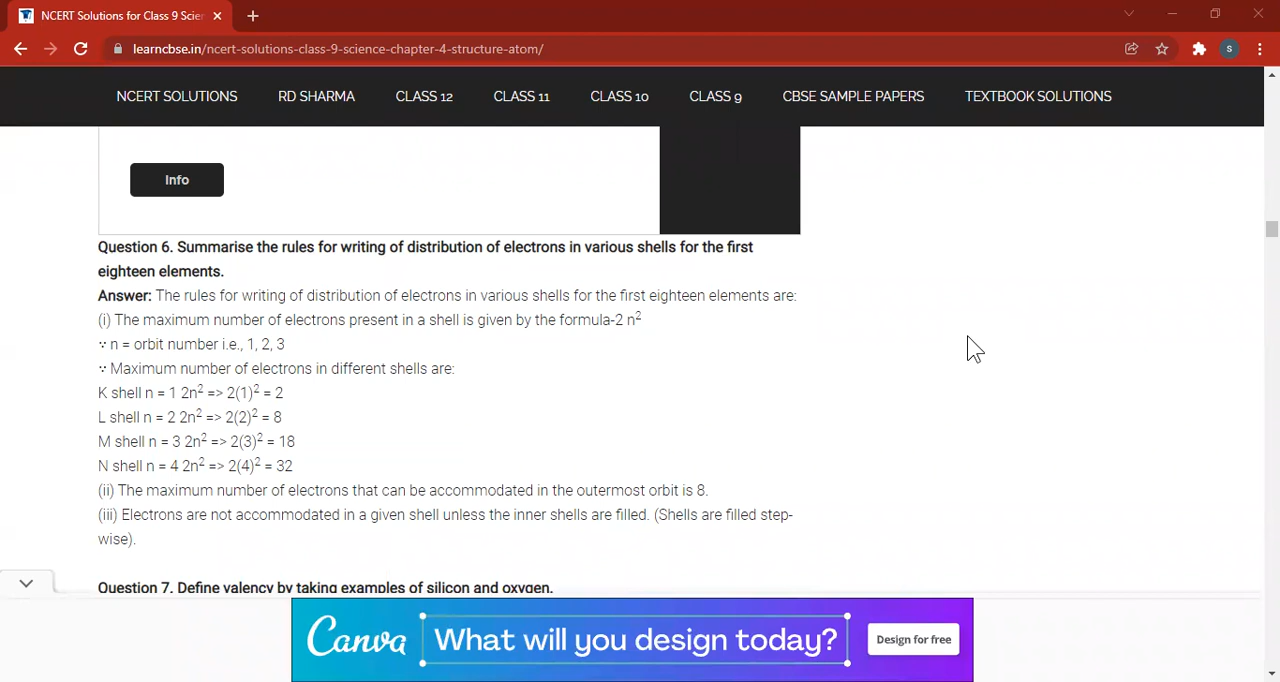 NCERT Solutions for Class 9 Scie
learncbse.in/ncert-solutions-class-9-science-chapter-4-structure-atom/
S
NCERT SOLUTIONS RD SHARMA CLASS 12 CLASS 11 CLASS 10 CLASS 9 CBSE SAMPLE PAPERS TEXTBOOK SOLUTIONS
Info
Question 6. Summarise the rules for writing of distribution of electrons in various shells for the first
eighteen elements.
Answer: The rules for writing of distribution of electrons in various shells for the first eighteen elements are:
(i) The maximum number of electrons present in a shell is given by the formula-2 n²
∵ n = orbit number i.e., 1, 2, 3
∵ Maximum number of electrons in different shells are:
K shell n = 1 2n² => 2(1)² = 2
L shell n = 2 2n² => 2(2)² = 8
M shell n = 3 2n² => 2(3)² = 18
N shell n = 4 2n² => 2(4)² = 32
(ii) The maximum number of electrons that can be accommodated in the outermost orbit is 8.
(iii) Electrons are not accommodated in a given shell unless the inner shells are filled. (Shells are filled step-
wise).
Question 7. Define valency by taking examples of silicon and oxygen.
Canva What will you design today? Design for free